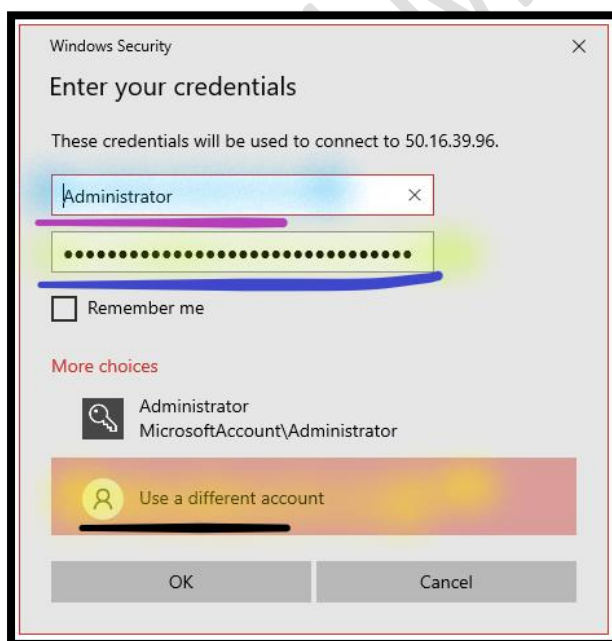 Windows Security
Enter your credentials
These credentials will be used to connect to 50.16.39.96.
Administrator
Remember me
More choices
Administrator
MicrosoftAccount\Administrator
Use a different account
OK Cancel